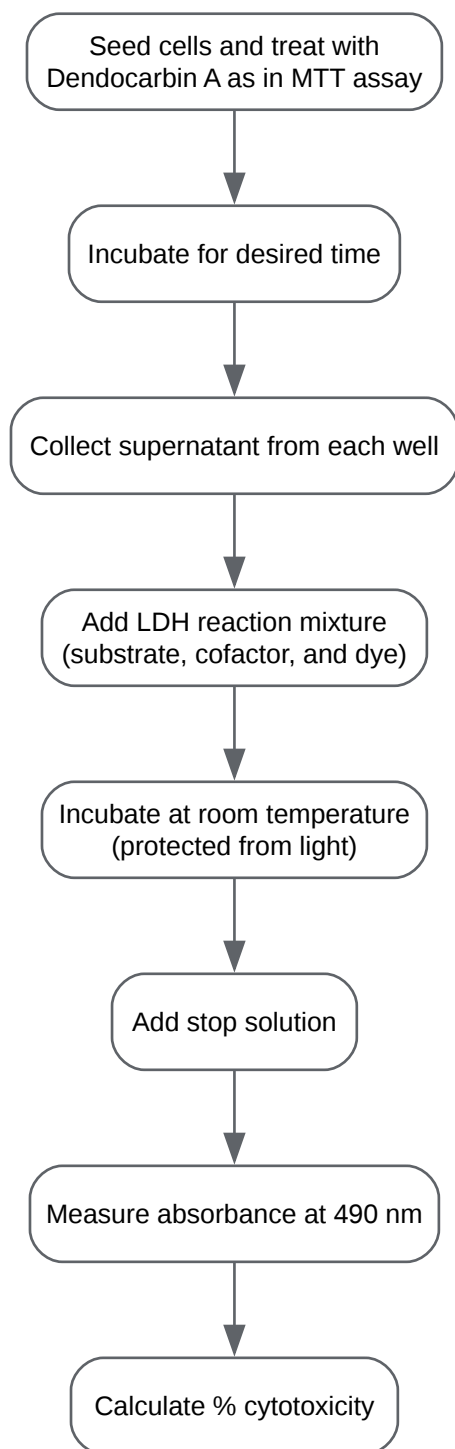 Seed cells and treat with
Dendocarbin A as in MTT assay
Incubate for desired time
Collect supernatant from each well
Add LDH reaction mixture
(substrate, cofactor, and dye)
Incubate at room temperature
(protected from light)
Add stop solution
Measure absorbance at 490 nm
Calculate % cytotoxicity